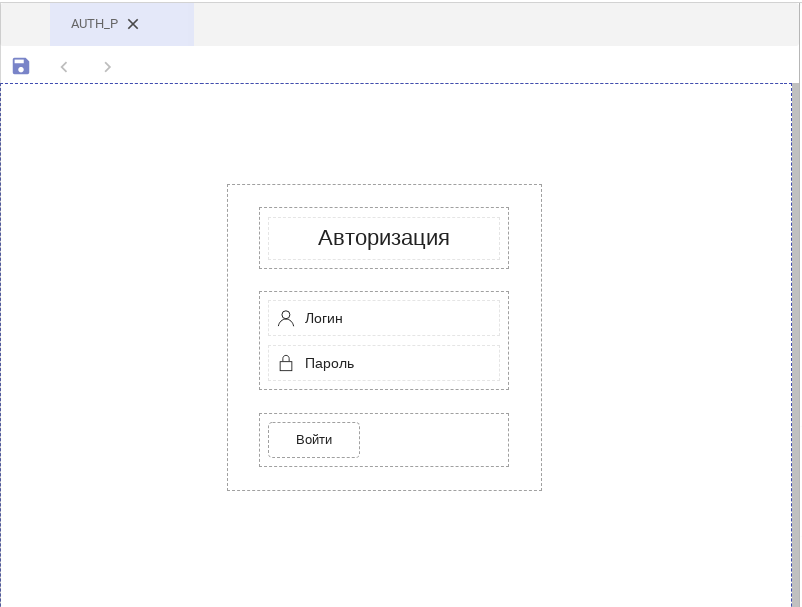 AUTH_P
Авторизация
Логин
Пароль
Войти